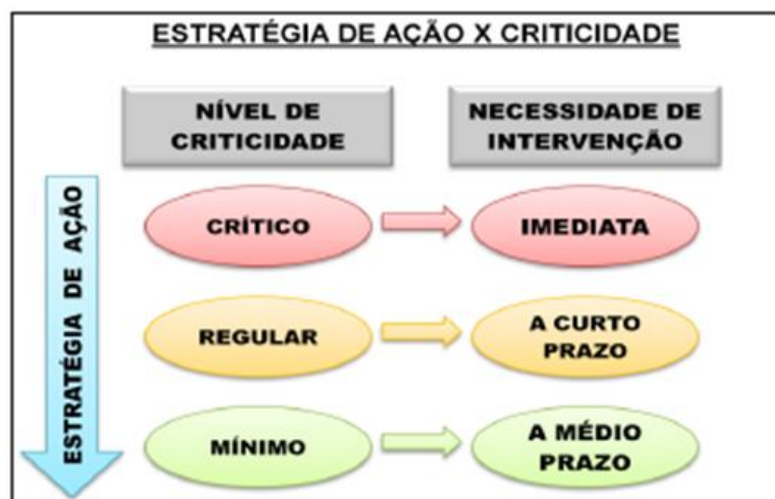 ESTRATÉGIA DE AÇÃO X CRITICIDADE
NÍVEL DE
CRITICIDADE
NECESSIDADE DE
INTERVENÇÃO
ESTRATÉGIA DE AÇÃO
CRÍTICO
IMEDIATA
REGULAR
A CURTO
PRAZO
MÍNIMO
A MÉDIO
PRAZO